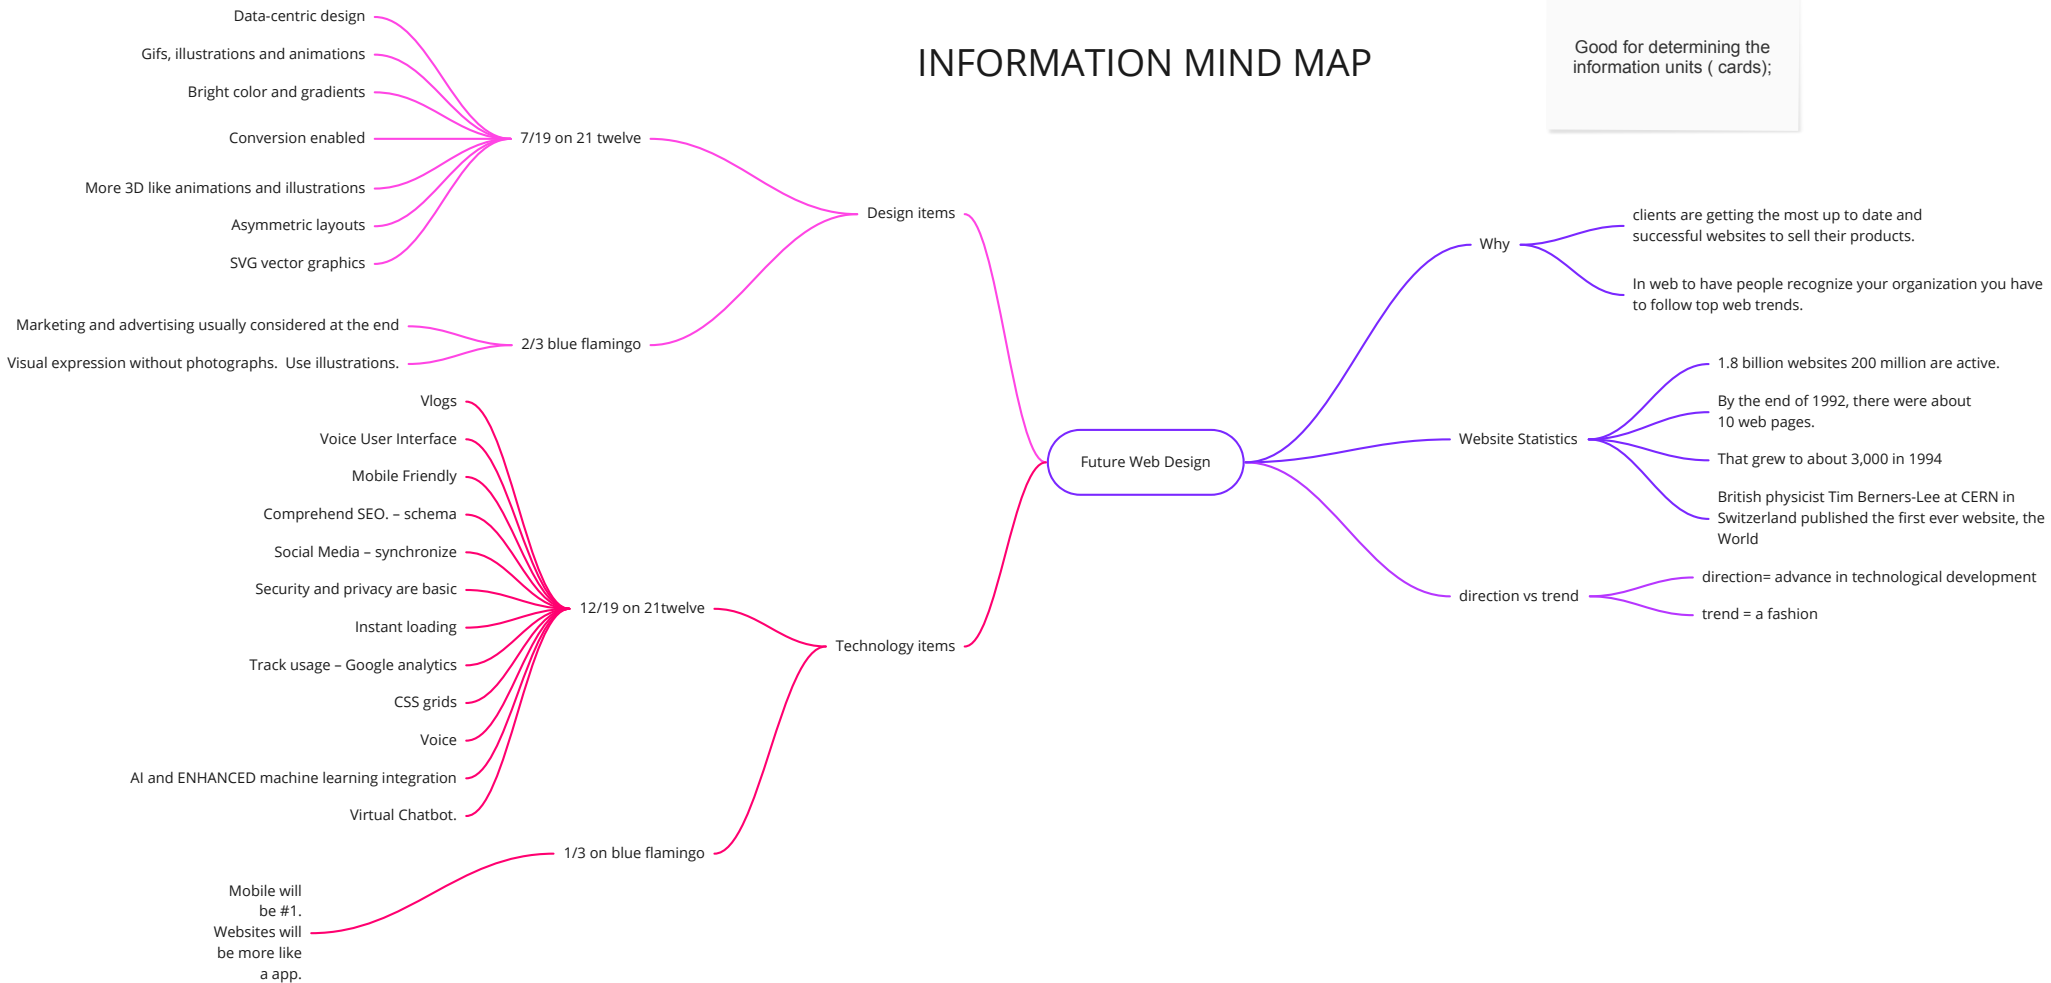 INFORMATION MIND MAP
Good for determining the
information units ( cards);
Data-centric design
Gifs, illustrations and animations
Bright color and gradients
Conversion enabled
More 3D like animations and illustrations
Asymmetric layouts
SVG vector graphics
7/19 on 21 twelve
Marketing and advertising usually considered at the end
Visual expression without photographs.  Use illustrations.
2/3 blue flamingo
Design items
Vlogs
Voice User Interface
Mobile Friendly
Comprehend SEO. – schema
Social Media – synchronize
Security and privacy are basic
Instant loading
Track usage – Google analytics
CSS grids
Voice
AI and ENHANCED machine learning integration
Virtual Chatbot.
12/19 on 21twelve
Mobile will
be #1.
Websites will
be more like
a app.
1/3 on blue flamingo
Technology items
Future Web Design
Why
clients are getting the most up to date and
successful websites to sell their products.
In web to have people recognize your organization you have
to follow top web trends.
Website Statistics
1.8 billion websites 200 million are active.
By the end of 1992, there were about
10 web pages.
That grew to about 3,000 in 1994
British physicist Tim Berners-Lee at CERN in
Switzerland published the first ever website, the
World
direction vs trend
direction= advance in technological development
trend = a fashion